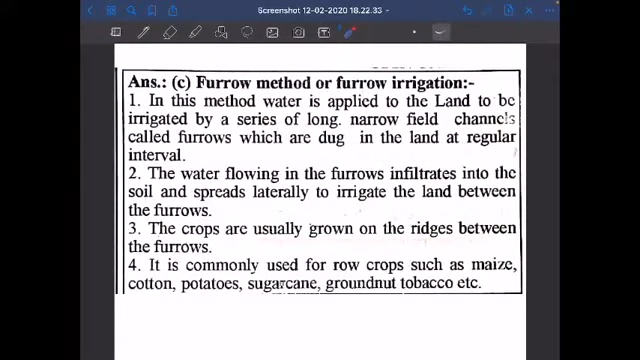 Screenshot 12-02-2020 18.22.33
Ans.: (c) Furrow method or furrow irrigation:-
1. In this method water is applied to the Land to be
irrigated by a series of long. narrow field channels
called furrows which are dug in the land at regular
interval.
2. The water flowing in the furrows infiltrates into the
soil and spreads laterally to irrigate the land between
the furrows.
3. The crops are usually grown on the ridges between
the furrows.
4. It is commonly used for row crops such as maize,
cotton, potatoes, sugarcane, groundnut tobacco etc.